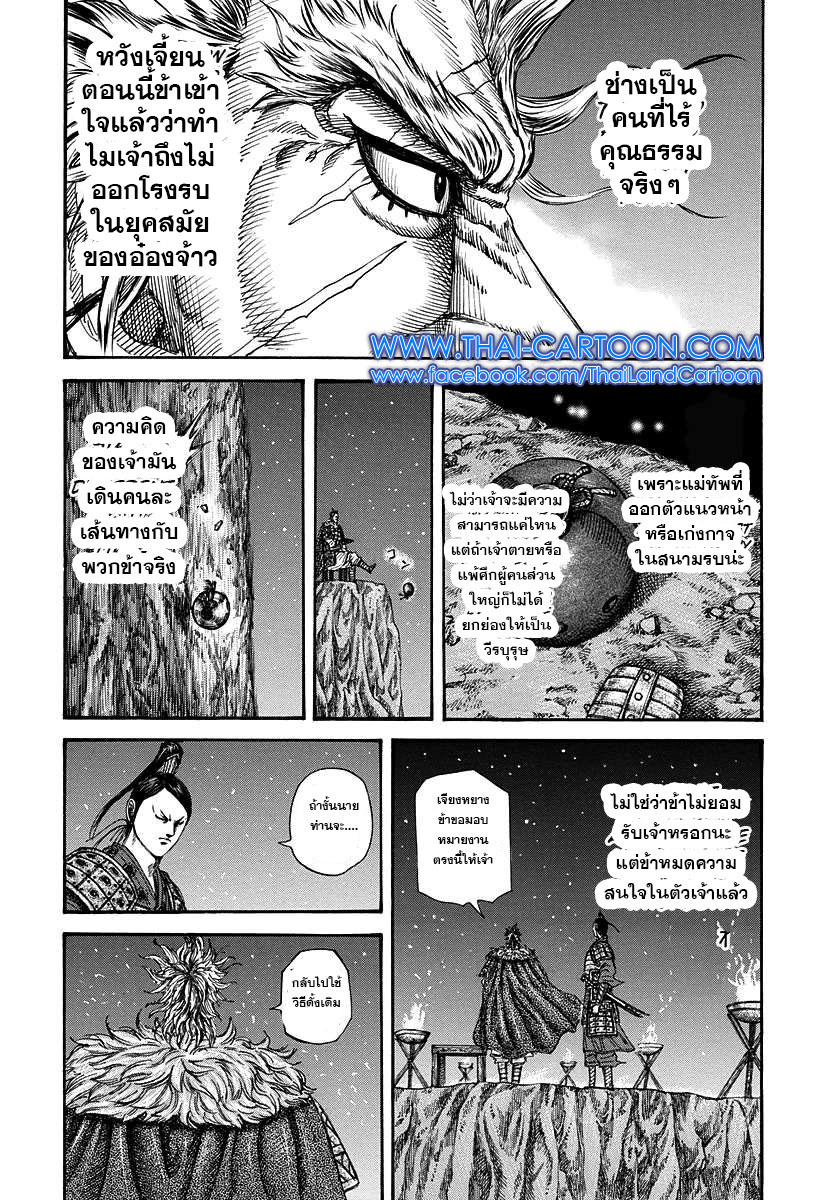 ช่างเป็น
คนที่ไร้
คุณธรรม
จริงๆ
หวังเจี้ยน
ตอนนี้ข้าเข้า
ใจแล้วว่าทำ
ไมเจ้าถึงไม่
ออกโรงรบ
ในยุคสมัย
ของอ๋องจ้าว
WWW.THAI-CARTOON.COM
www.facebook.com/ThaiLandCartoon
เพราะแม่ทัพที่
ออกตัวแนวหน้า
หรือเก่งกาจ
ในสนามรบน่ะ
ไม่ว่าเจ้าจะมีความ
สามารถแค่ไหน
แต่ถ้าเจ้าตายหรือ
แพ้ศึกผู้คนส่วน
ใหญ่ก็ไม่ได้
ยกย่องให้เป็น
วีรบุรุษ
ความคิด
ของเจ้ามัน
เดินคนละ
เส้นทางกับ
พวกข้าจริง
ไม่ใช่ว่าข้าไม่ยอม
รับเจ้าหรอกนะ
แต่ข้าหมดความ
สนใจในตัวเจ้าแล้ว
เจียงหยาง
ข้าขอมอบ
หมายงาน
ตรงนี้ให้เจ้า
ถ้างั้นนาย
ท่านจะ....
กลับไปใช้
วิธีดั้งเดิม